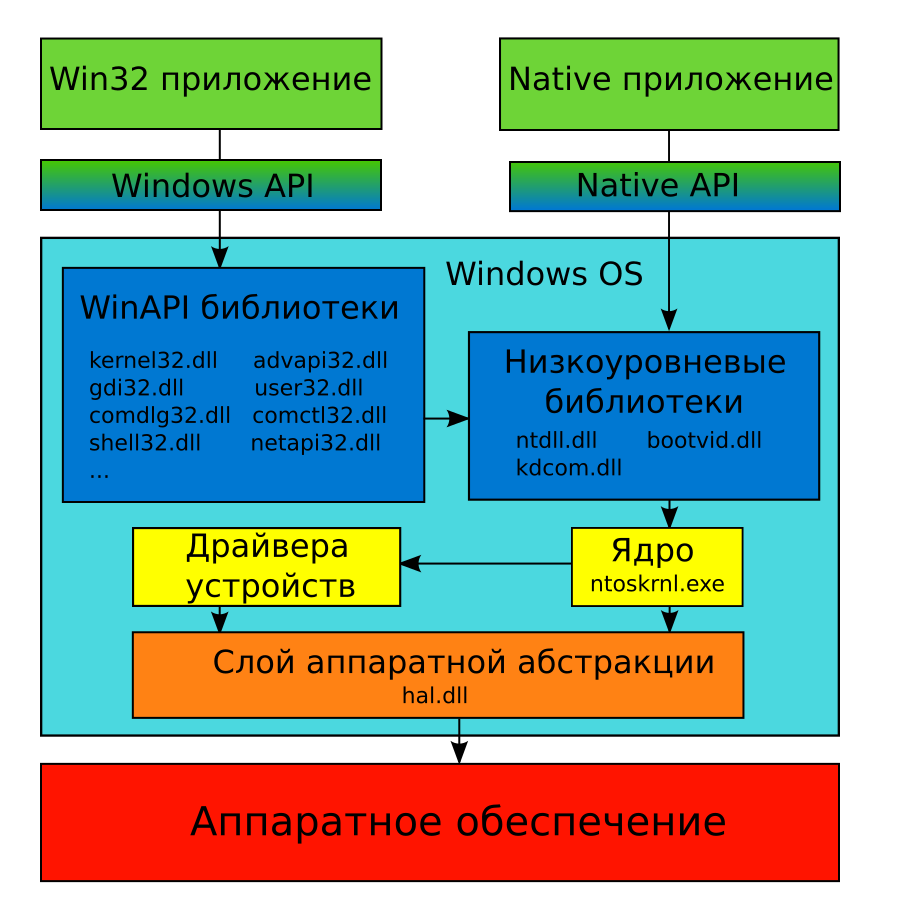 Win32 приложение
Native приложение
Windows API
Native API
Windows OS
WinAPI библиотеки
kernel32.dll advapi32.dll
gdi32.dll user32.dll
comdlg32.dll comctl32.dll
shell32.dll netapi32.dll
...
Низкоуровневые
библиотеки
ntdll.dll bootvid.dll
kdcom.dll
Драйвера
устройств
Ядро
ntoskrnl.exe
Слой аппаратной абстракции
hal.dll
Аппаратное обеспечение